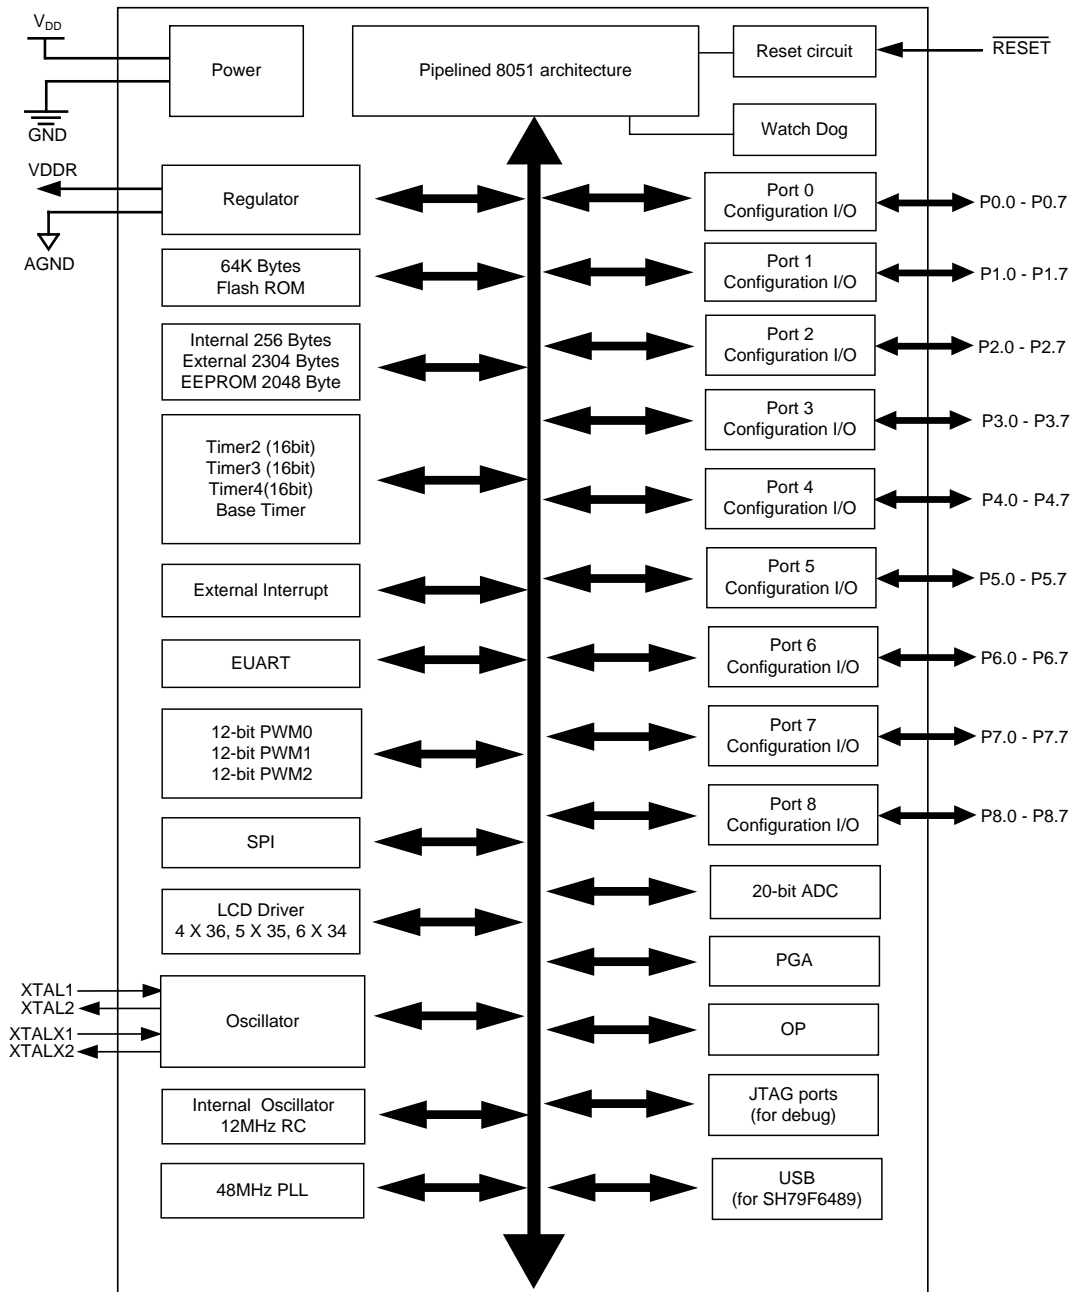 VDD
GND
VDDR
AGND
Power
Pipelined 8051 architecture
Reset circuit
RESET
Watch Dog
Regulator
64K Bytes
Flash ROM
Internal 256 Bytes
External 2304 Bytes
EEPROM 2048 Byte
Timer2 (16bit)
Timer3 (16bit)
Timer4(16bit)
Base Timer
External Interrupt
EUART
12-bit PWM0
12-bit PWM1
12-bit PWM2
SPI
LCD Driver
4 X 36, 5 X 35, 6 X 34
XTAL1
XTAL2
XTALX1
XTALX2
Oscillator
Internal Oscillator
12MHz RC
48MHz PLL
Port 0
Configuration I/O
P0.0 - P0.7
Port 1
Configuration I/O
P1.0 - P1.7
Port 2
Configuration I/O
P2.0 - P2.7
Port 3
Configuration I/O
P3.0 - P3.7
Port 4
Configuration I/O
P4.0 - P4.7
Port 5
Configuration I/O
P5.0 - P5.7
Port 6
Configuration I/O
P6.0 - P6.7
Port 7
Configuration I/O
P7.0 - P7.7
Port 8
Configuration I/O
P8.0 - P8.7
20-bit ADC
PGA
OP
JTAG ports
(for debug)
USB
(for SH79F6489)